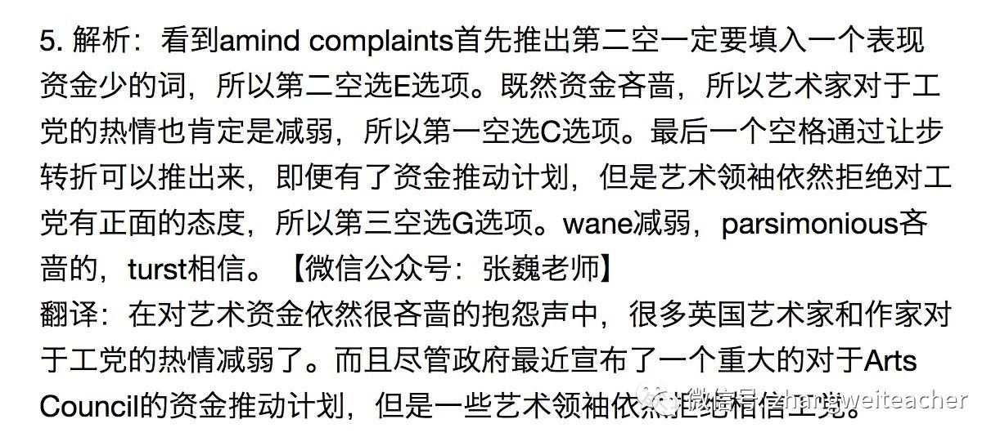 5. 解析：看到amind complaints首先推出第二空一定要填入一个表现
资金少的词，所以第二空选E选项。既然资金吝啬，所以艺术家对于工
党的热情也肯定是减弱，所以第一空选C选项。最后一个空格通过让步
转折可以推出来，即便有了资金推动计划，但是艺术领袖依然拒绝对工
党有正面的态度，所以第三空选G选项。wane减弱，parsimonious吝
啬的，turst相信。【微信公众号：张巍老师】
翻译：在对艺术资金依然很吝啬的抱怨声中，很多英国艺术家和作家对
于工党的热情减弱了。而且尽管政府最近宣布了一个重大的对于Arts
Council的资金推动计划，但是一些艺术领袖依然拒绝相信工党。
微信号: zhangweiteacher